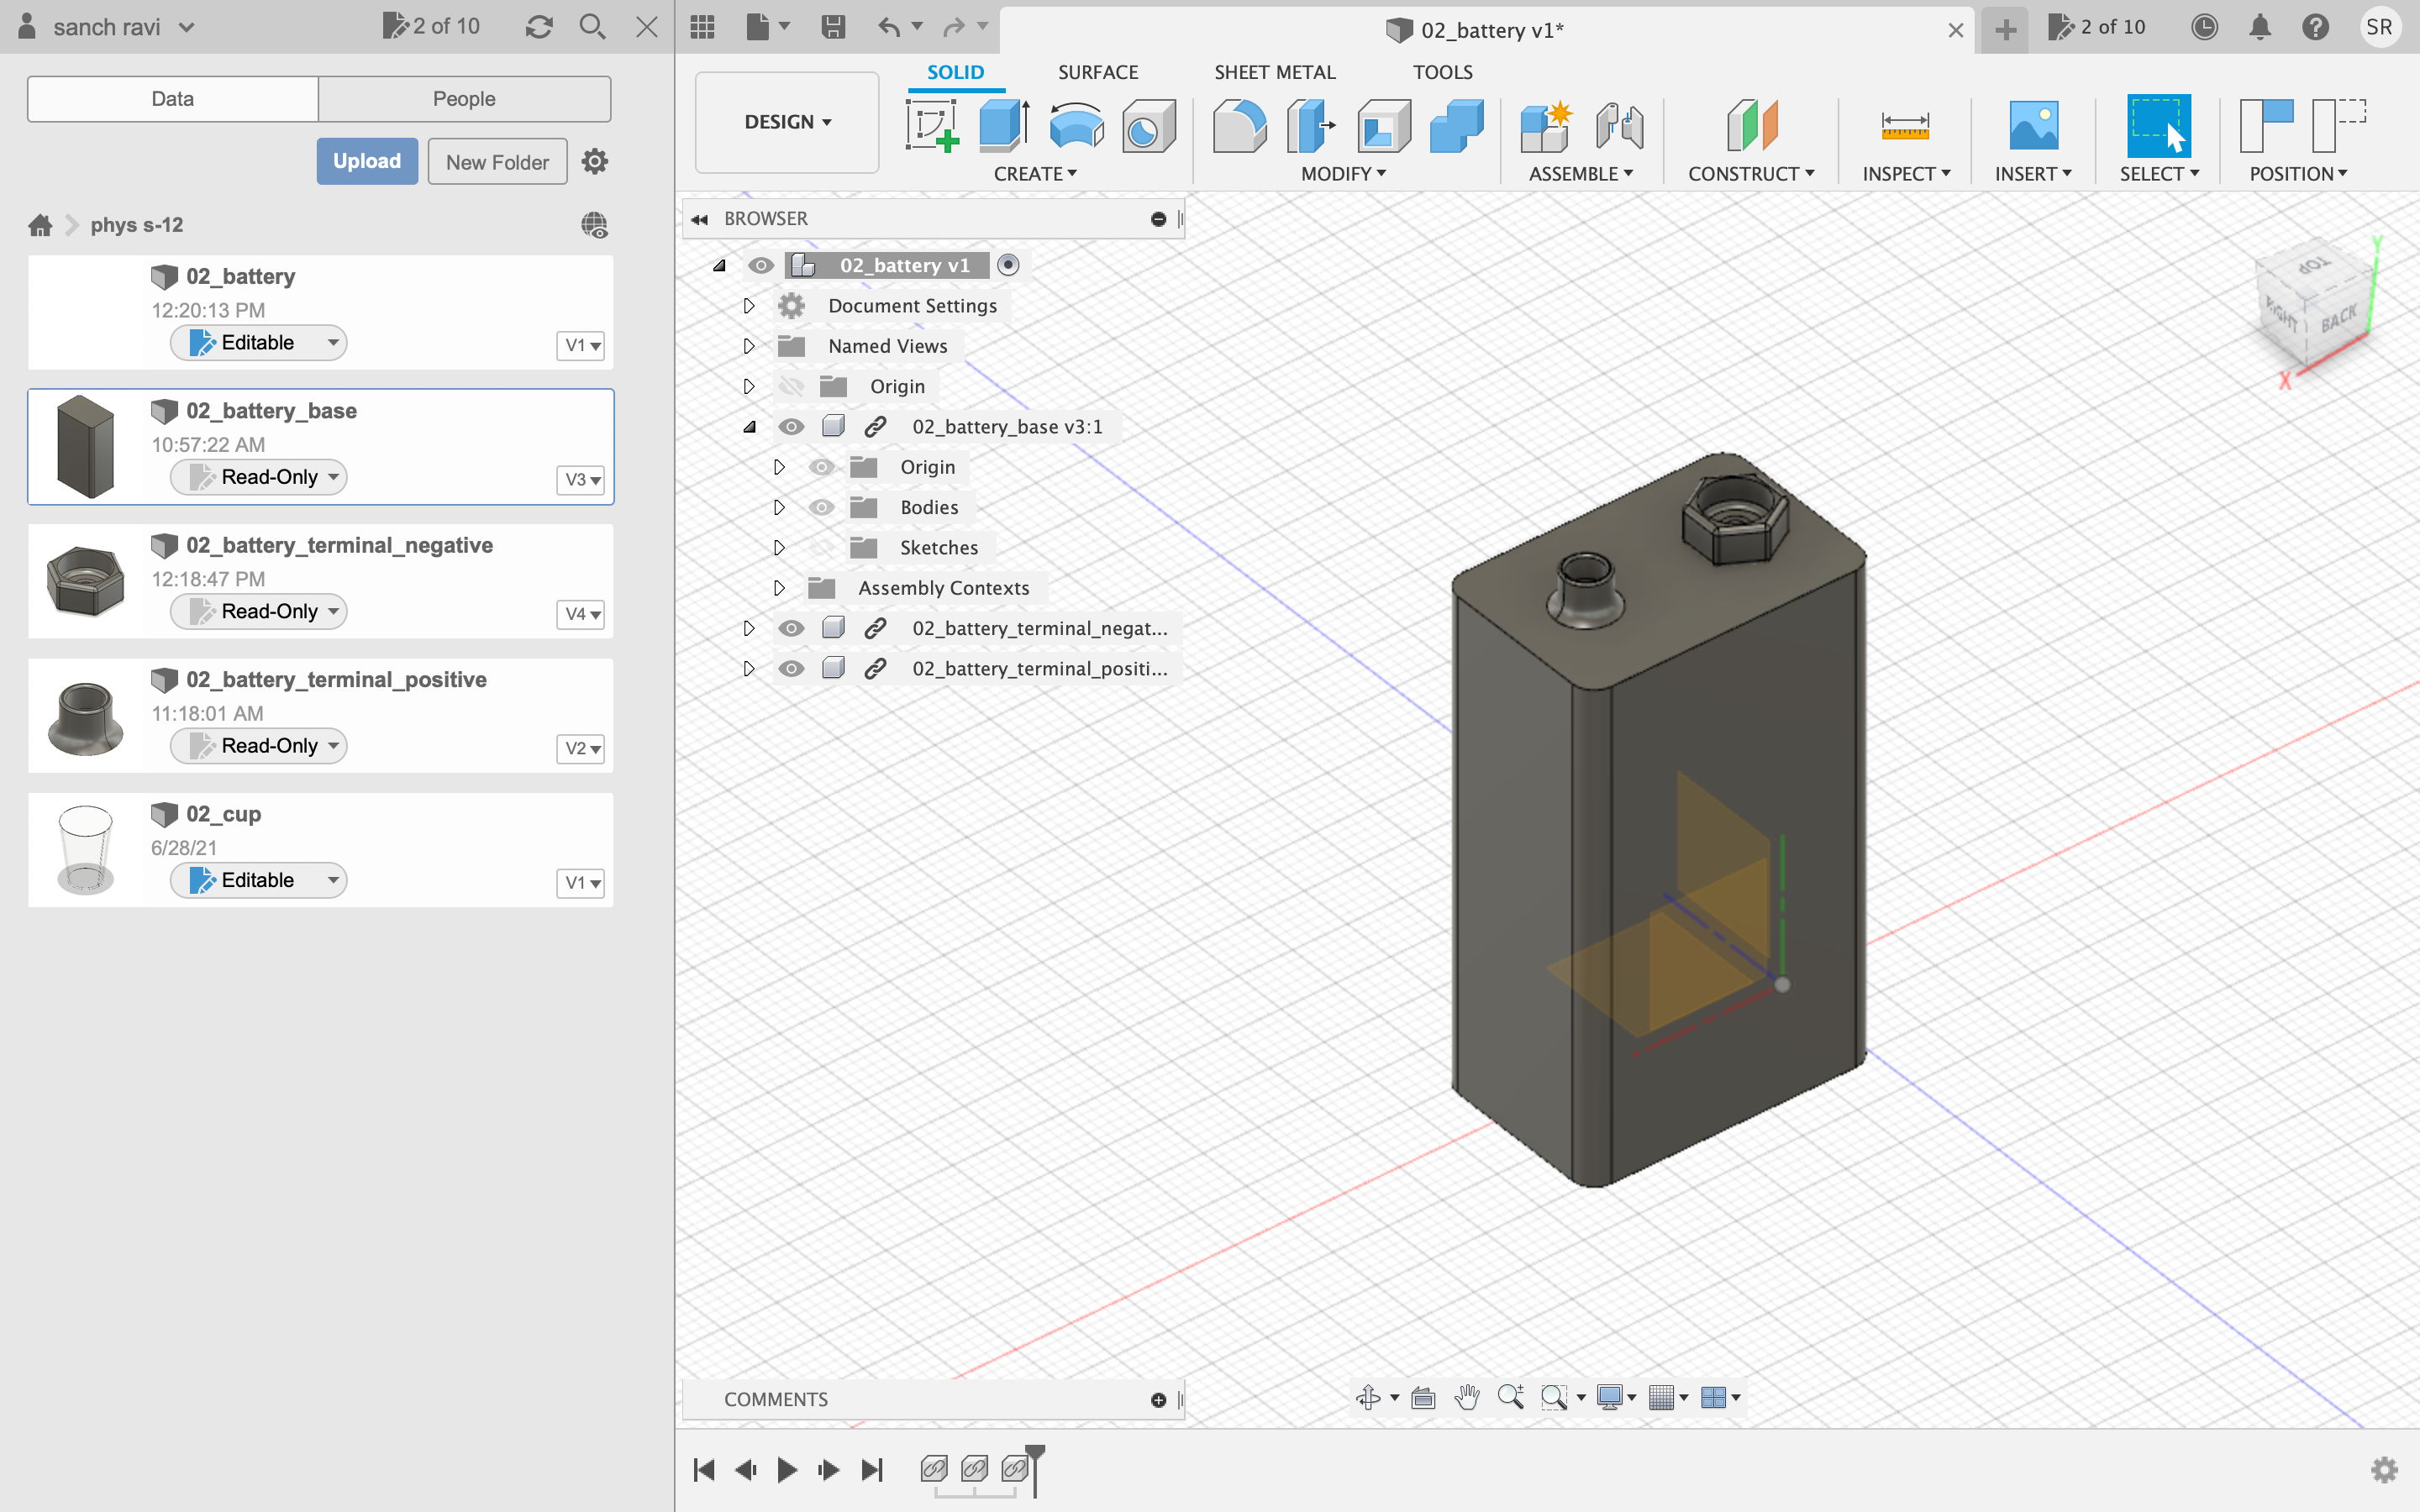 sanch ravi
2 of 10
Data
People
Upload
New Folder
phys s-12
02_battery
12:20:13 PM
Editable
V1
02_battery_base
10:57:22 AM
Read-Only
V3
02_battery_terminal_negative
12:18:47 PM
Read-Only
V4
02_battery_terminal_positive
11:18:01 AM
Read-Only
V2
02_cup
6/28/21
Editable
V1
02_battery v1*
2 of 10
SR
DESIGN
SOLID
SURFACE
SHEET METAL
TOOLS
CREATE
MODIFY
ASSEMBLE
CONSTRUCT
INSPECT
INSERT
SELECT
POSITION
BROWSER
02_battery v1
Document Settings
Named Views
Origin
02_battery_base v3:1
Origin
Bodies
Sketches
Assembly Contexts
02_battery_terminal_negat...
02_battery_terminal_positi...
TOP
RIGHT
BACK
Y
X
COMMENTS